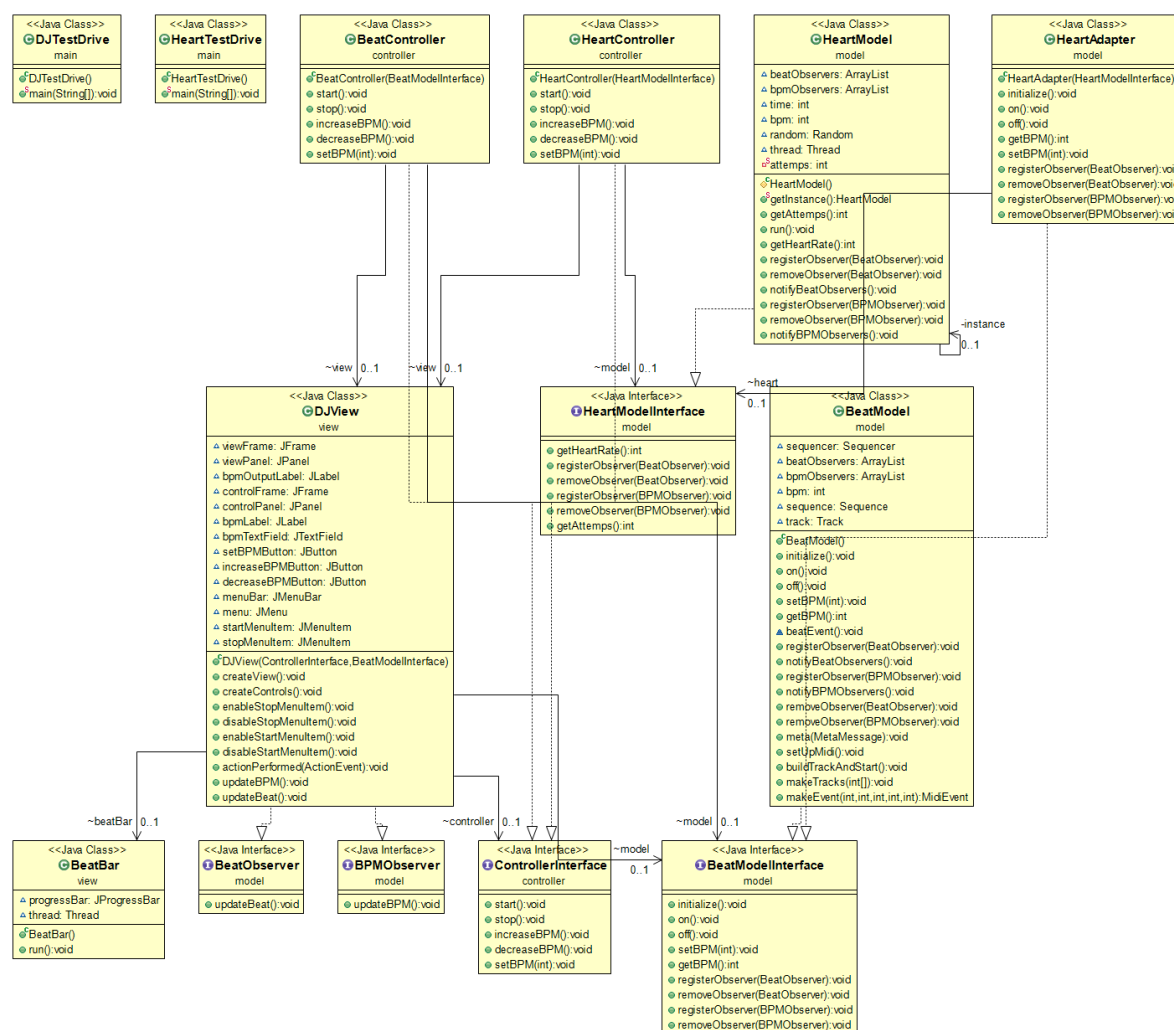 <<Java Class>>
DJTestDrive
main
DJTestDrive()
main(String[]):void
<<Java Class>>
HeartTestDrive
main
HeartTestDrive()
main(String[]):void
<<Java Class>>
BeatController
controller
BeatController(BeatModelInterface)
start():void
stop():void
increaseBPM():void
decreaseBPM():void
setBPM(int):void
<<Java Class>>
HeartController
controller
HeartController(HeartModelInterface)
start():void
stop():void
increaseBPM():void
decreaseBPM():void
setBPM(int):void
<<Java Class>>
HeartModel
model
beatObservers: ArrayList
bpmObservers: ArrayList
time: int
bpm: int
random: Random
thread: Thread
attemps: int
HeartModel()
getInstance():HeartModel
getAttemps():int
run():void
getHeartRate():int
registerObserver(BeatObserver):void
removeObserver(BeatObserver):void
notifyBeatObservers():void
registerObserver(BPMObserver):void
removeObserver(BPMObserver):void
notifyBPMObservers():void
-instance
0..1
<<Java Class>>
HeartAdapter
model
HeartAdapter(HeartModelInterface)
initialize():void
on():void
off():void
getBPM():int
setBPM(int):void
registerObserver(BeatObserver):voi
removeObserver(BeatObserver):voi
registerObserver(BPMObserver):vo
removeObserver(BPMObserver):voi
~view 0..1
~view 0..1
~model 0..1
~heart
0..1
<<Java Class>>
DJView
view
viewFrame: JFrame
viewPanel: JPanel
bpmOutputLabel: JLabel
controlFrame: JFrame
controlPanel: JPanel
bpmLabel: JLabel
bpmTextField: JTextField
setBPMButton: JButton
increaseBPMButton: JButton
decreaseBPMButton: JButton
menuBar: JMenuBar
menu: JMenu
startMenuItem: JMenuItem
stopMenuItem: JMenuItem
DJView(ControllerInterface,BeatModelInterface)
createView():void
createControls():void
enableStopMenuItem():void
disableStopMenuItem():void
enableStartMenuItem():void
disableStartMenuItem():void
actionPerformed(ActionEvent):void
updateBPM():void
updateBeat():void
<<Java Interface>>
HeartModelInterface
model
getHeartRate():int
registerObserver(BeatObserver):void
removeObserver(BeatObserver):void
registerObserver(BPMObserver):void
removeObserver(BPMObserver):void
getAttemps():int
<<Java Class>>
BeatModel
model
sequencer: Sequencer
beatObservers: ArrayList
bpmObservers: ArrayList
bpm: int
sequence: Sequence
track: Track
BeatModel()
initialize():void
on():void
off():void
setBPM(int):void
getBPM():int
beatEvent():void
registerObserver(BeatObserver):void
notifyBeatObservers():void
registerObserver(BPMObserver):void
notifyBPMObservers():void
removeObserver(BeatObserver):void
removeObserver(BPMObserver):void
meta(MetaMessage):void
setUpMidi():void
buildTrackAndStart():void
makeTracks(int[]):void
makeEvent(int,int,int,int,int):MidiEvent
~beatBar 0..1
~controller 0..1
~model
0..1
~model 0..1
<<Java Class>>
BeatBar
view
progressBar: JProgressBar
thread: Thread
BeatBar()
run():void
<<Java Interface>>
BeatObserver
model
updateBeat():void
<<Java Interface>>
BPMObserver
model
updateBPM():void
<<Java Interface>>
ControllerInterface
controller
start():void
stop():void
increaseBPM():void
decreaseBPM():void
setBPM(int):void
<<Java Interface>>
BeatModelInterface
model
initialize():void
on():void
off():void
setBPM(int):void
getBPM():int
registerObserver(BeatObserver):void
removeObserver(BeatObserver):void
registerObserver(BPMObserver):void
removeObserver(BPMObserver):void